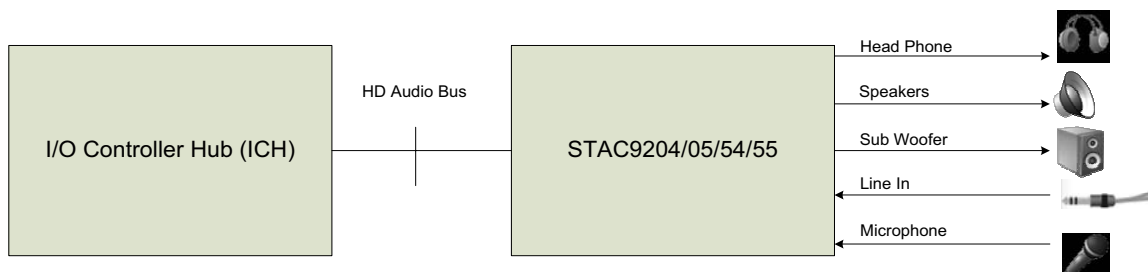 Head Phone
HD Audio Bus
Speakers
I/O Controller Hub (ICH)
STAC9204/05/54/55
Sub Woofer
Line In
Microphone